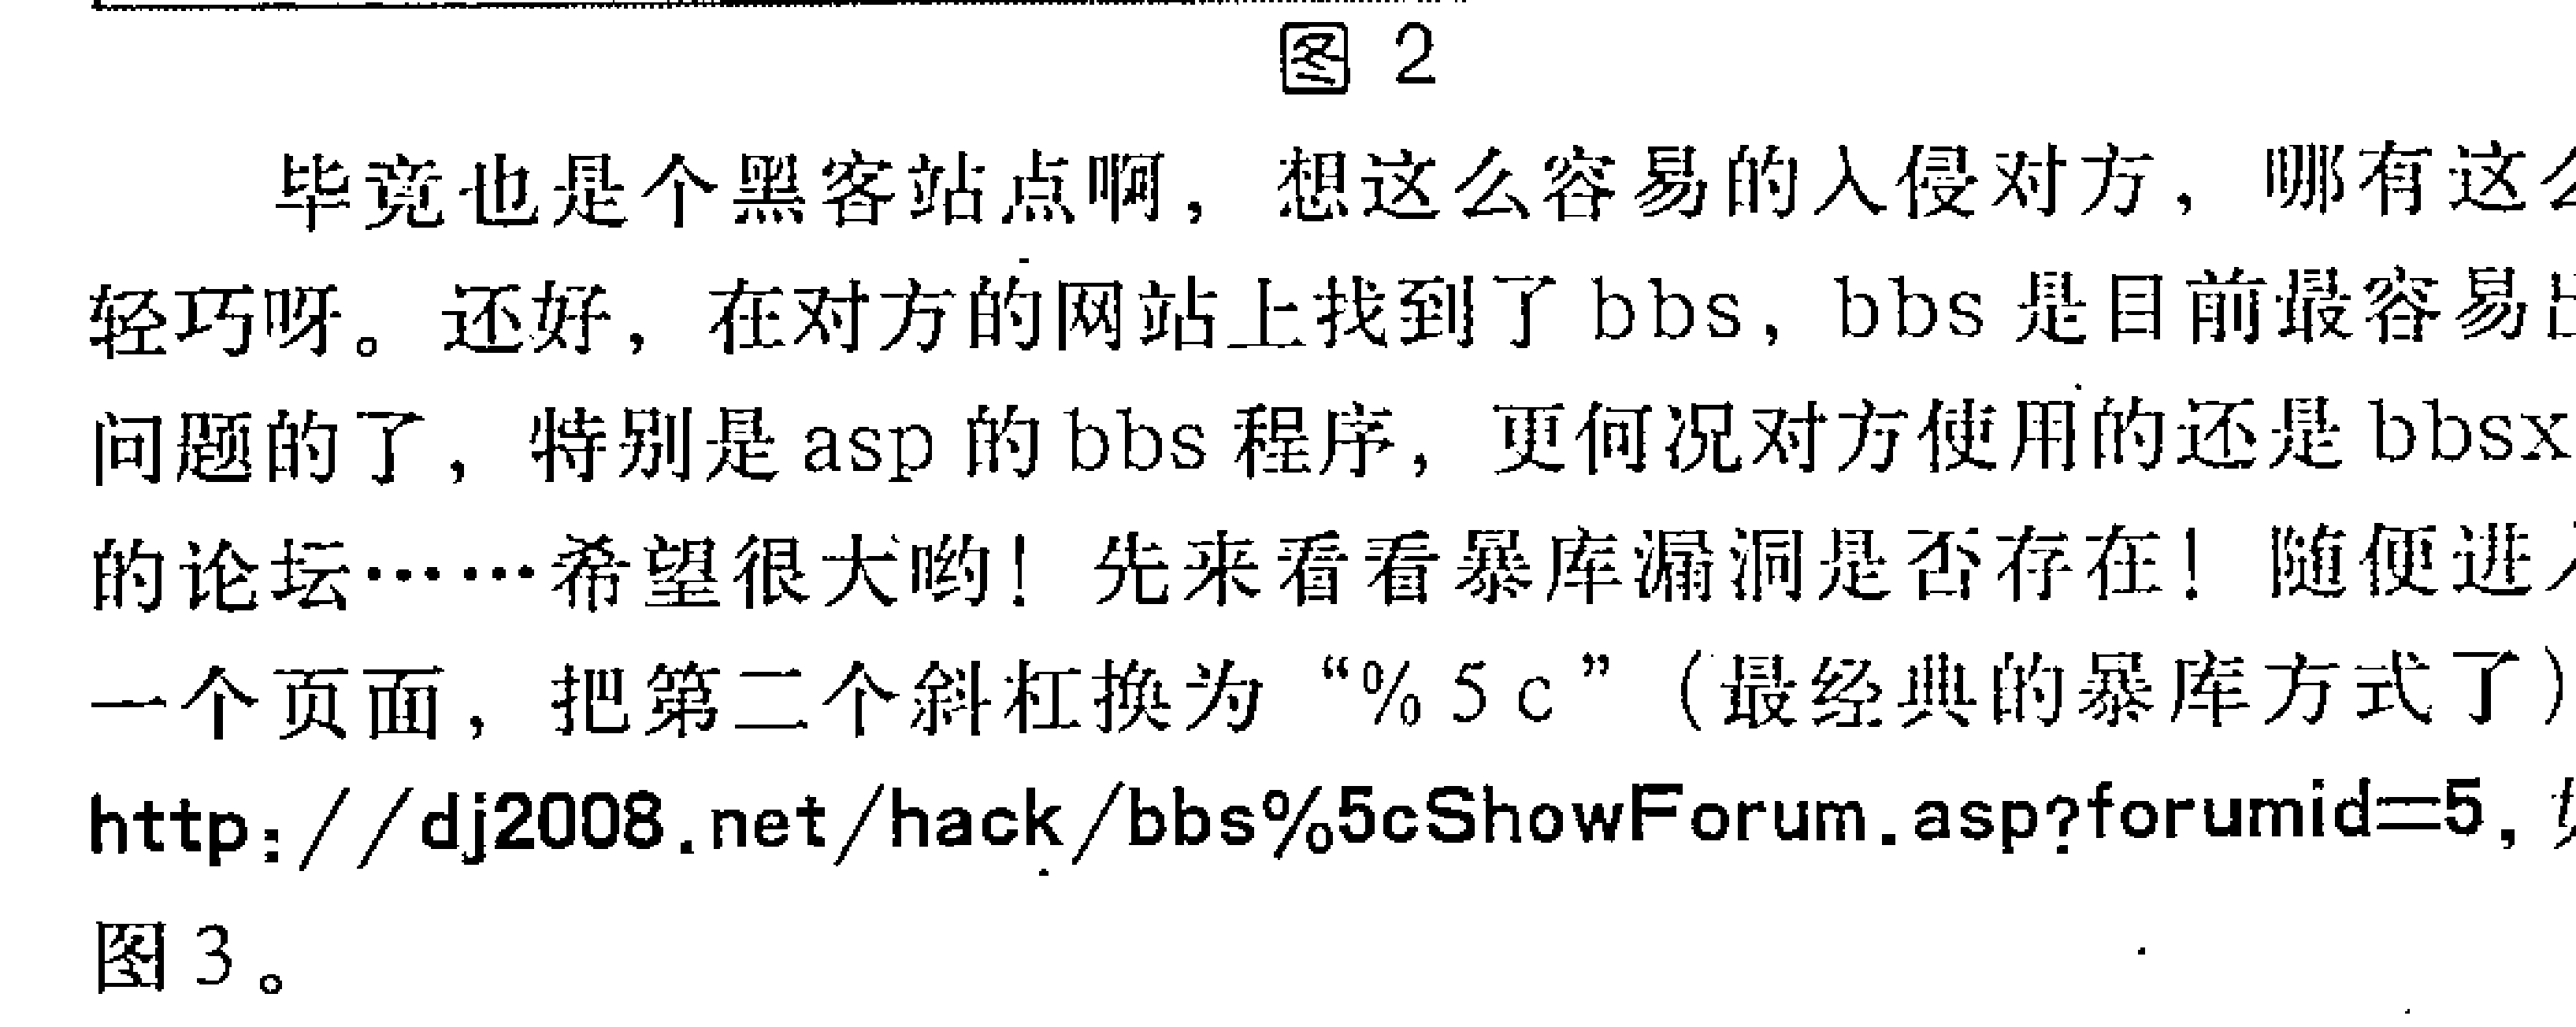 图 2
毕竟也是个黑客站点啊，想这么容易的入侵对方，哪有这么
轻巧呀。还好，在对方的网站上找到了 bbs，bbs 是目前最容易出
问题的了，特别是 asp 的 bbs 程序，更何况对方使用的还是 bbsx
的论坛……希望很大哟！先来看看暴库漏洞是否存在！随便进入
一个页面，把第二个斜杠换为“%5c”（最经典的暴库方式了）
http://dj2008.net/hack/bbs%5cShowForum.asp?forumid=5，如
图 3。